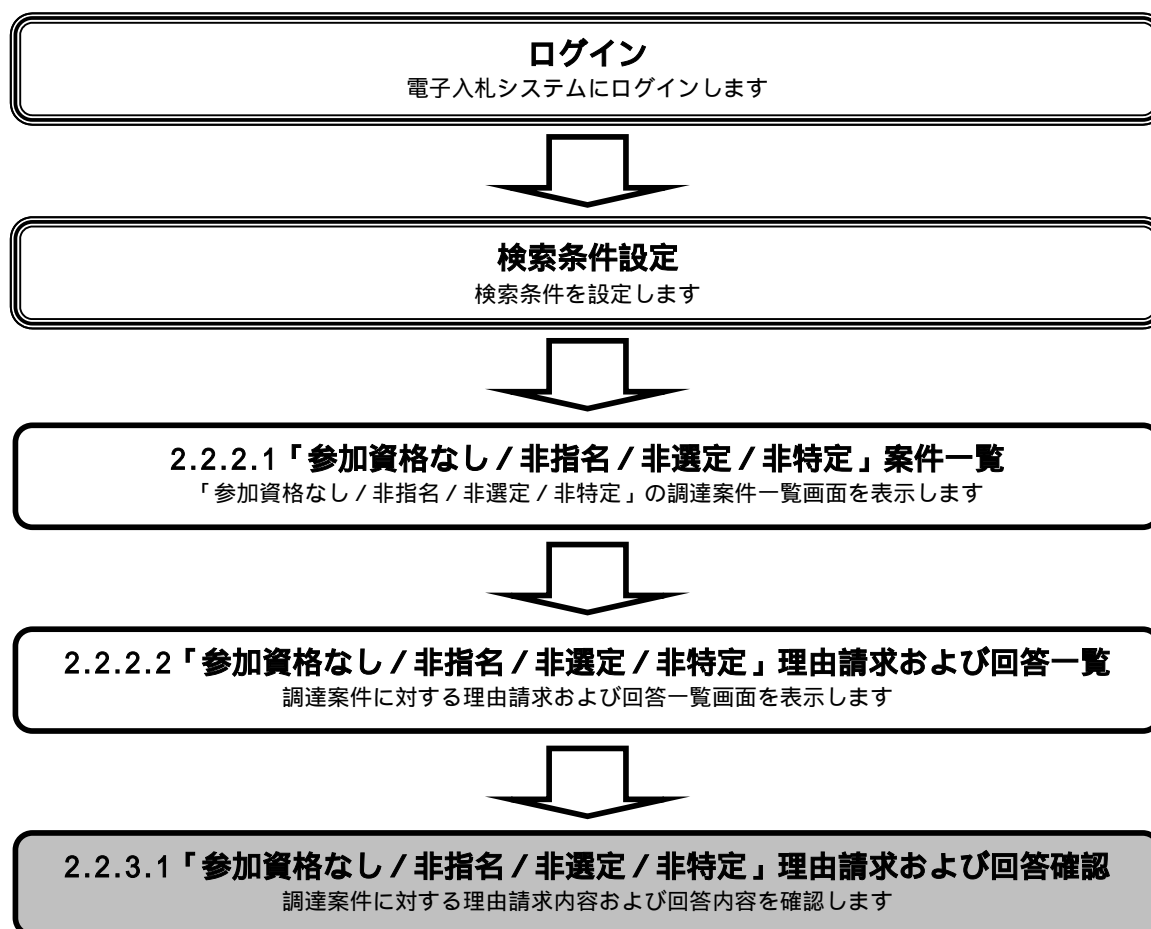 ログイン
電子入札システムにログインします
検索条件設定
検索条件を設定します
2.2.2.1「参加資格なし/非指名/非選定/非特定」案件一覧
「参加資格なし/非指名/非選定/非特定」の調達案件一覧画面を表示します
2.2.2.2「参加資格なし/非指名/非選定/非特定」理由請求および回答一覧
調達案件に対する理由請求および回答一覧画面を表示します
2.2.3.1「参加資格なし/非指名/非選定/非特定」理由請求および回答確認
調達案件に対する理由請求内容および回答内容を確認します